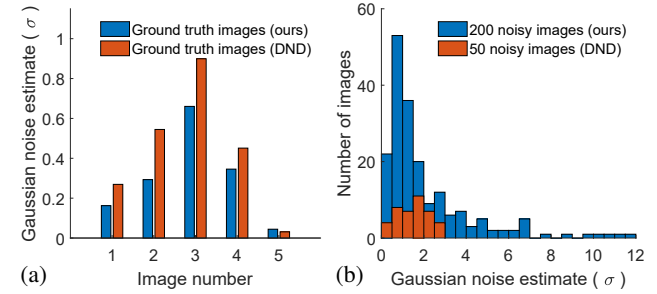 Gaussian noise estimate ( σ )
1
0.8
0.6
0.4
0.2
0
Ground truth images (ours)
Ground truth images (DND)
1 2 3 4 5
Image number
(a)
Number of images
60
40
20
0
200 noisy images (ours)
50 noisy images (DND)
0 2 4 6 8 10 12
Gaussian noise estimate ( σ )
(b)